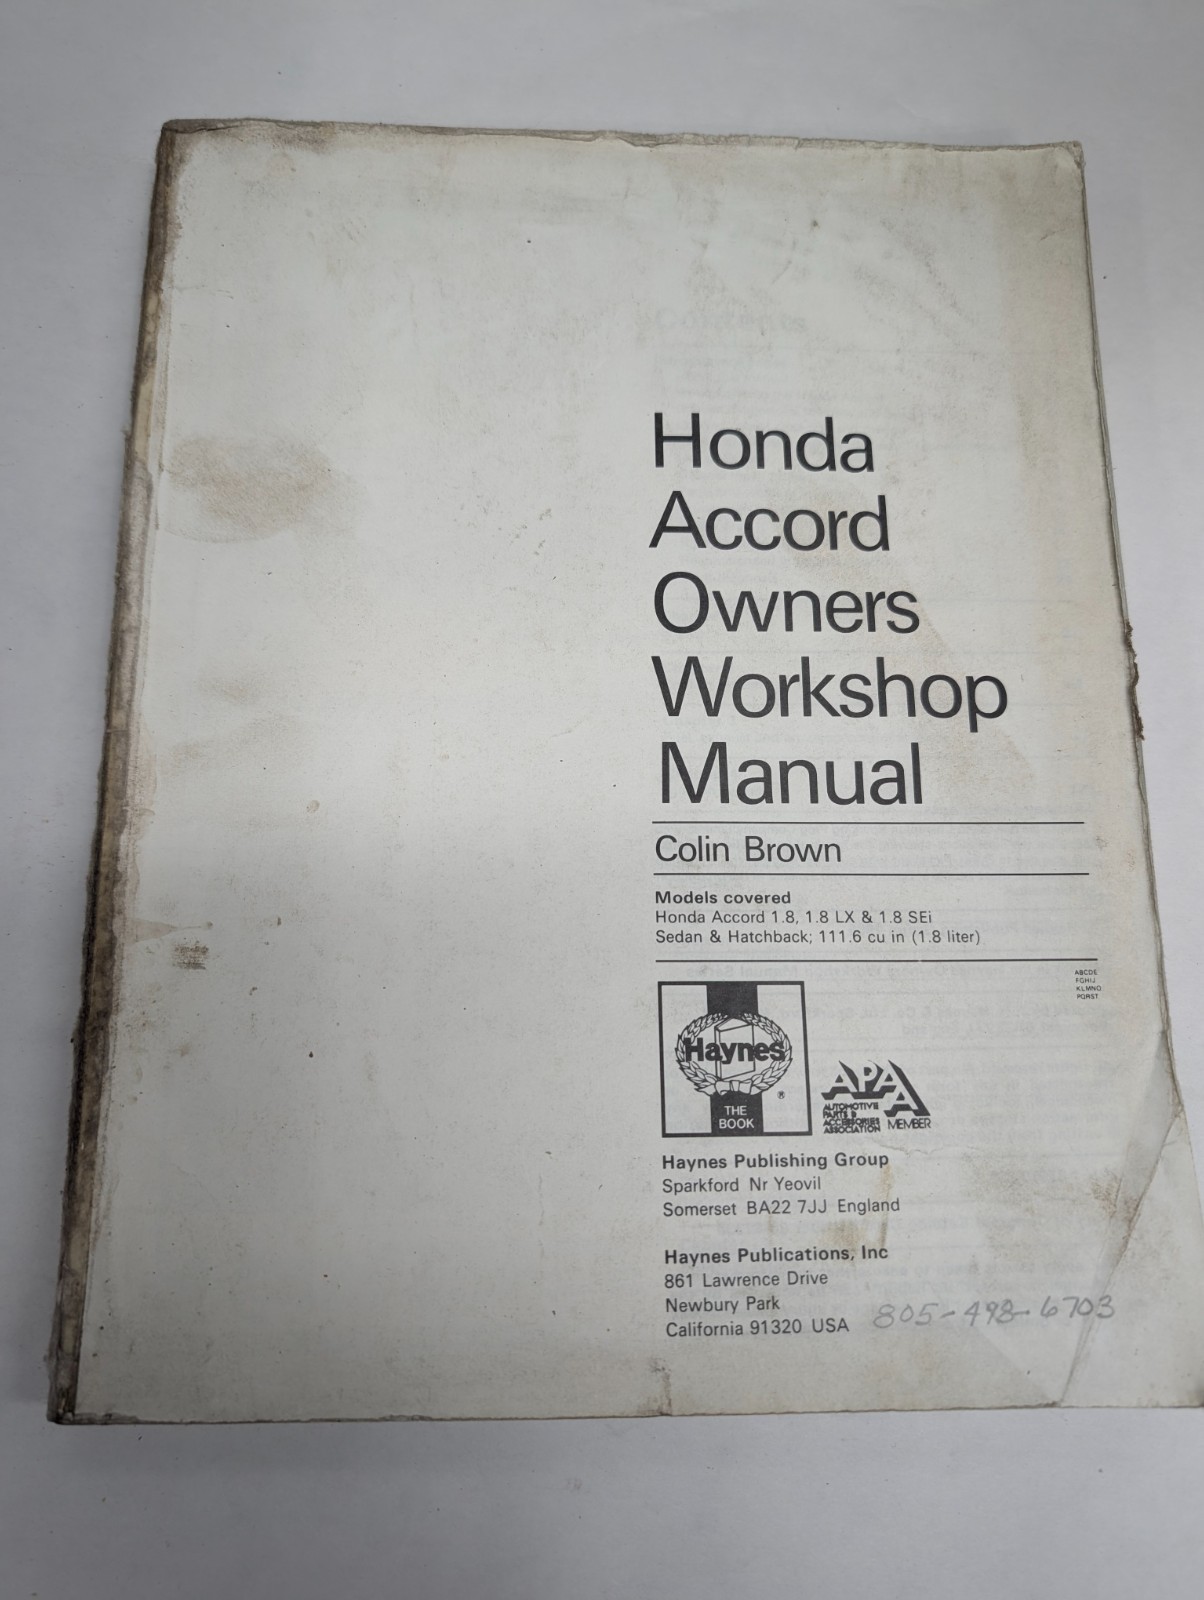 Honda
Accord
Owners
Workshop
Manual
Colin Brown
Models covered
Honda Accord 1.8, 1.8 LX & 1.8 SEi
Sedan & Hatchback; 111.6 cu in (1.8 liter)
ABCDE
FGHIJ
KLMNO
PQRST
Haynes
®
THE
BOOK
APAA
AUTOMOTIVE
PARTS &
ACCESSORIES
ASSOCIATION MEMBER
Haynes Publishing Group
Sparkford Nr Yeovil
Somerset BA22 7JJ England
Haynes Publications, Inc
861 Lawrence Drive
Newbury Park
California 91320 USA 805-498-6703